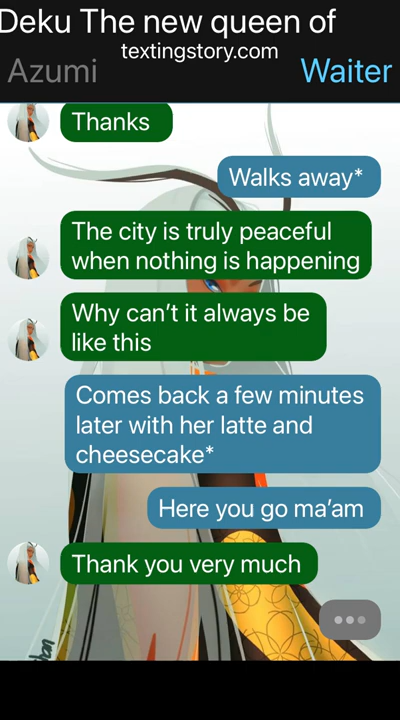 Deku The new queen of
textingstory.com
Azumi
Waiter
Thanks
Walks away*
The city is truly peaceful
when nothing is happening
Why can't it always be
like this
Comes back a few minutes
later with her latte and
cheesecake*
Here you go ma'am
Thank you very much